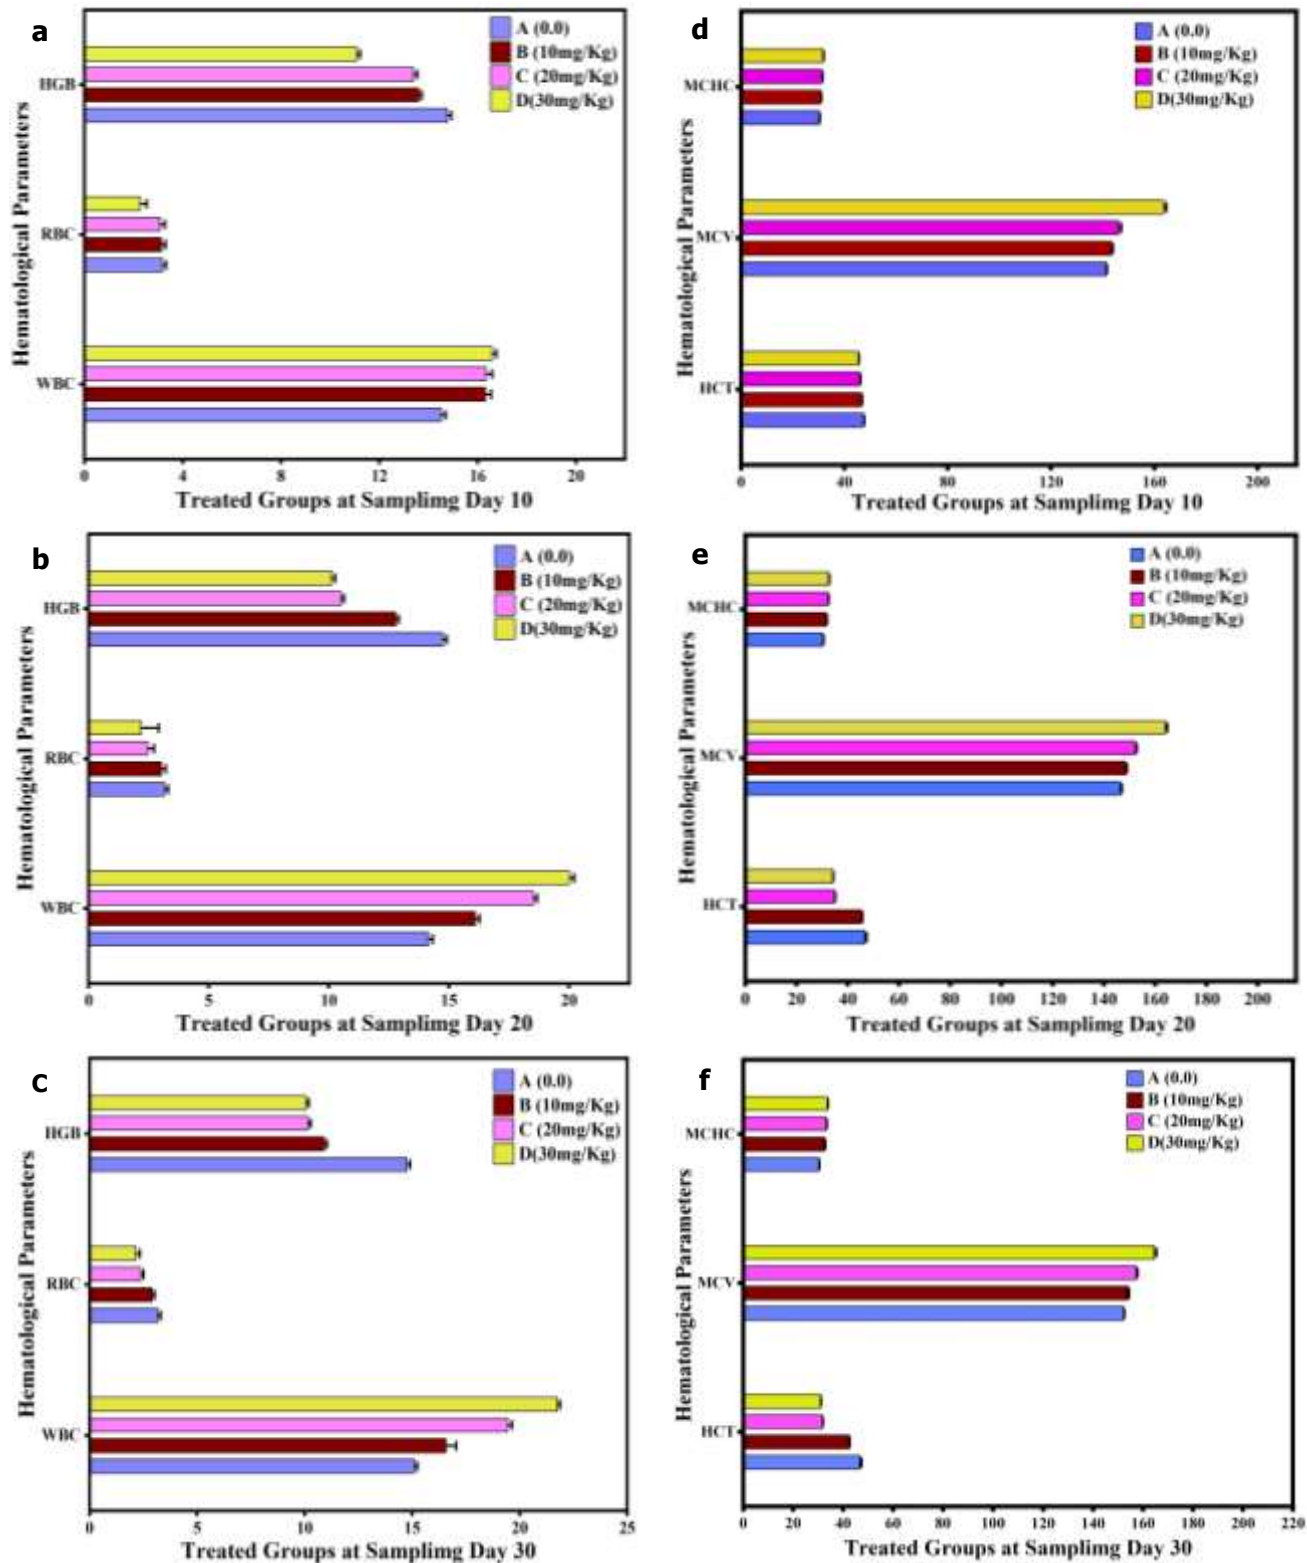 a
A (0.0)
B (10mg/Kg)
C (20mg/Kg)
D(30mg/Kg)
HGB
RBC
WBC
Hematological Parameters
0 4 8 12 16 20
Treated Groups at Samplimg Day 10
d
A (0.0)
B (10mg/Kg)
C (20mg/Kg)
D(30mg/Kg)
MCHC
MCV
HCT
Hematological Parameters
0 40 80 120 160 200
Treated Groups at Samplimg Day 10
b
A (0.0)
B (10mg/Kg)
C (20mg/Kg)
D(30mg/Kg)
HGB
RBC
WBC
Hematological Parameters
0 5 10 15 20
Treated Groups at Samplimg Day 20
e
A (0.0)
B (10mg/Kg)
C (20mg/Kg)
D(30mg/Kg)
MCHC
MCV
HCT
Hematological Parameters
0 20 40 60 80 100 120 140 160 180 200
Treated Groups at Samplimg Day 20
c
A (0.0)
B (10mg/Kg)
C (20mg/Kg)
D(30mg/Kg)
HGB
RBC
WBC
Hematological Parameters
0 5 10 15 20 25
Treated Groups at Samplimg Day 30
f
A (0.0)
B (10mg/Kg)
C (20mg/Kg)
D(30mg/Kg)
MCHC
MCV
HCT
Hematological Parameters
0 20 40 60 80 100 120 140 160 180 200 220
Treated Groups at Samplimg Day 30